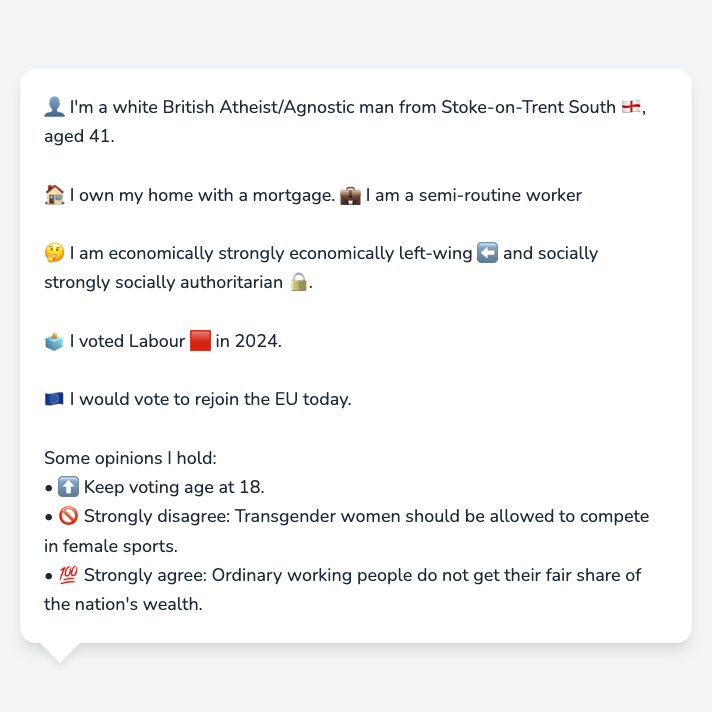 👤 I'm a white British Atheist/Agnostic man from Stoke-on-Trent South 🏴󠁧󠁢󠁥󠁮󠁧󠁿,
aged 41.
🏠 I own my home with a mortgage. 💼 I am a semi-routine worker
🤔 I am economically strongly economically left-wing ⬅️ and socially
strongly socially authoritarian 🔒.
🗳️ I voted Labour 🟥 in 2024.
🇪🇺 I would vote to rejoin the EU today.
Some opinions I hold:
• ⬆️ Keep voting age at 18.
• 🚫 Strongly disagree: Transgender women should be allowed to compete
in female sports.
• 💯 Strongly agree: Ordinary working people do not get their fair share of
the nation's wealth.